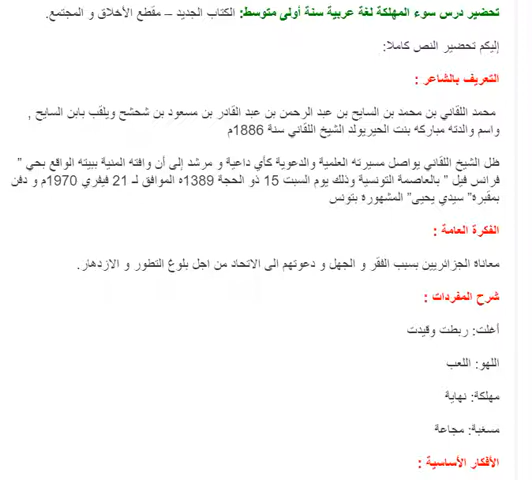 تحضير درس سوء المهلكة لغة عربية سنة أولى متوسط: الكتاب الجديد – مقطع الأخلاق و المجتمع.
إليكم تحضير النص كاملا:
التعريف بالشاعر :
محمد اللقاني بن محمد بن السايح بن عبد الرحمن بن عبد القادر بن مسعود بن شحشح ويلقب بابن السايح ,
واسم والدته مباركه بنت الحيريولد الشيخ اللقاني سنة 1886م
ظل الشيخ اللقاني يواصل مسيرته العلمية والدعوية كأي داعية و مرشد إلى أن وافته المنية ببيته الواقع بحي "
فرانس فيل " بالعاصمة التونسية وذلك يوم السبت 15 ذو الحجة 1389ه الموافق لـ 21 فيفري 1970م و دفن
بمقبرة" سيدي يحيى" المشهورة بتونس
الفكرة العامة :
معاناة الجزائريين بسبب الفقر و الجهل و دعوتهم الى الاتحاد من اجل بلوغ التطور و الازدهار.
شرح المفردات :
أغلت: ربطت وقيدت
اللهو: اللعب
مهلكة: نهاية
مسغبة: مجاعة
الأفكار الأساسية :